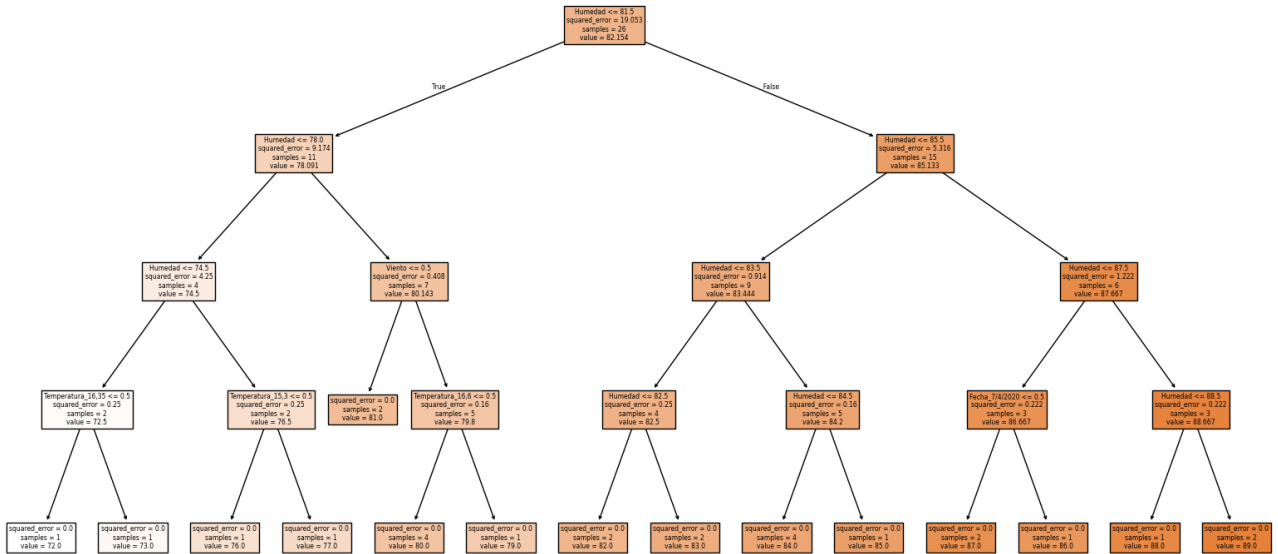 Humedad <= 81.5
squared_error = 19.053
samples = 26
value = 82.154
True
False
Humedad <= 78.0
squared_error = 9.174
samples = 11
value = 78.091
Humedad <= 85.5
squared_error = 5.316
samples = 15
value = 85.133
Humedad <= 74.5
squared_error = 4.25
samples = 4
value = 74.5
Viento <= 0.5
squared_error = 0.408
samples = 7
value = 80.143
Humedad <= 83.5
squared_error = 0.914
samples = 9
value = 83.444
Humedad <= 87.5
squared_error = 1.222
samples = 6
value = 87.667
Temperatura_16,35 <= 0.5
squared_error = 0.25
samples = 2
value = 72.5
Temperatura_15,3 <= 0.5
squared_error = 0.25
samples = 2
value = 76.5
squared_error = 0.0
samples = 2
value = 81.0
Temperatura_16,6 <= 0.5
squared_error = 0.16
samples = 5
value = 79.8
Humedad <= 82.5
squared_error = 0.25
samples = 4
value = 82.5
Humedad <= 84.5
squared_error = 0.16
samples = 5
value = 84.2
Fecha_7/4/2020 <= 0.5
squared_error = 0.222
samples = 3
value = 86.667
Humedad <= 88.5
squared_error = 0.222
samples = 3
value = 88.667
squared_error = 0.0
samples = 1
value = 72.0
squared_error = 0.0
samples = 1
value = 73.0
squared_error = 0.0
samples = 1
value = 76.0
squared_error = 0.0
samples = 1
value = 77.0
squared_error = 0.0
samples = 4
value = 80.0
squared_error = 0.0
samples = 1
value = 79.0
squared_error = 0.0
samples = 2
value = 82.0
squared_error = 0.0
samples = 2
value = 83.0
squared_error = 0.0
samples = 4
value = 84.0
squared_error = 0.0
samples = 1
value = 85.0
squared_error = 0.0
samples = 2
value = 87.0
squared_error = 0.0
samples = 1
value = 86.0
squared_error = 0.0
samples = 1
value = 88.0
squared_error = 0.0
samples = 2
value = 89.0